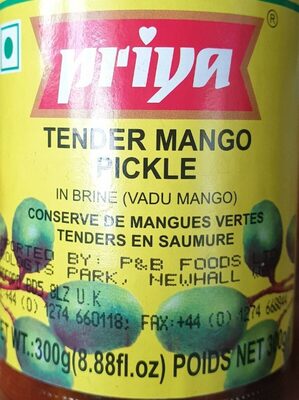 priya
®
TENDER MANGO
PICKLE
IN BRINE (VADU MANGO)
CONSERVE DE MANGUES VERTES
TENDERS EN SAUMURE
BY: P&B FOODS
PARK, NEWHALL
8LZ U.K
+44 (0) 1274 660118; FAX:+44 (0) 1274
WT.:300g(8.88fl.oz) POIDS NET